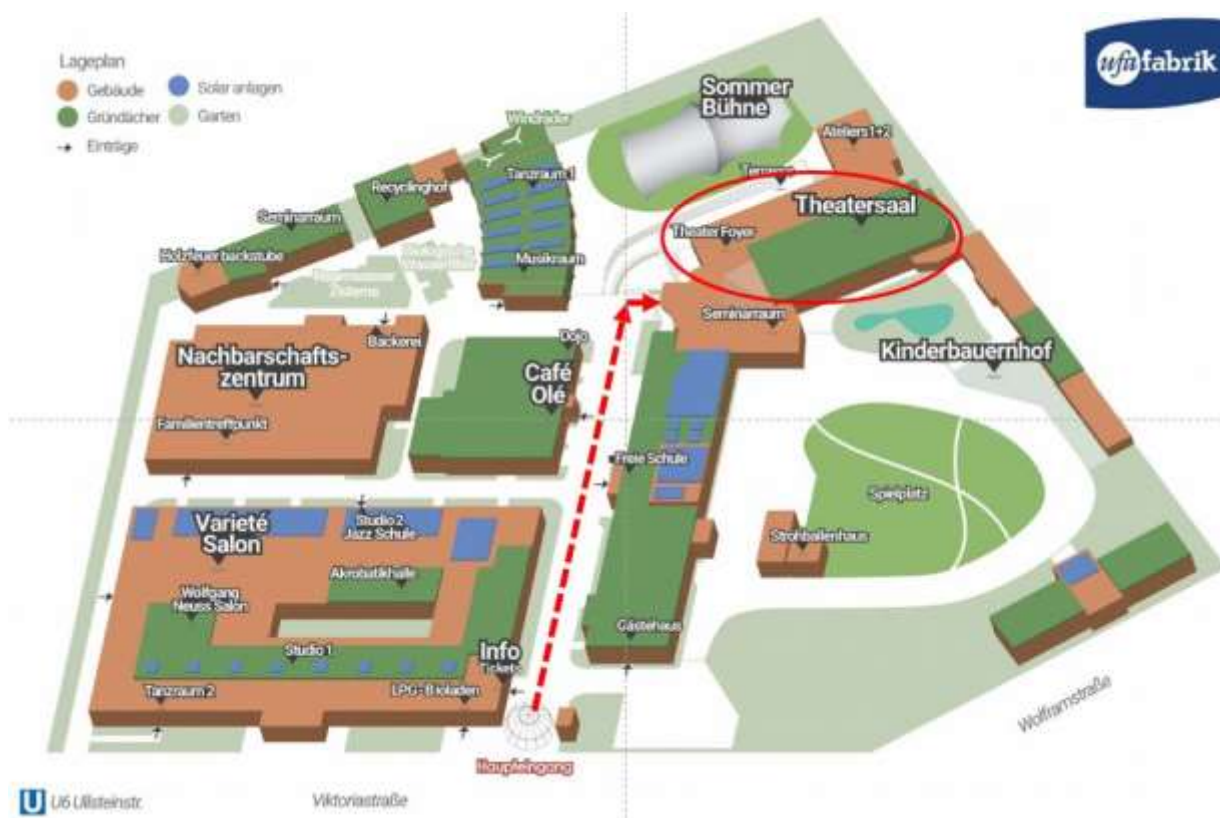 Lageplan
Gebäude
Solar anlagen
Gründächer
Garten
Einträge
ufafabrik
Sommer
Bühne
Windräder
Ateliers 1+2
Tanzraum 1
Terrasse
Recyclinghof
Theatersaal
Seminarraum
Theater Foyer
Holzfeuerbackstube
Musikraum
Zisterne
Seminarraum
Bäckerei
Dojo
Nachbarschafts-
zentrum
Café
Olé
Kinderbauernhof
Familientreffpunkt
Freie Schule
Spielplatz
Varieté
Salon
Studio 2
Jazz Schule
Strohballenhaus
Akrobatikhalle
Wolfgang
Neuss Salon
Gästehaus
Studio 1
Info
Tickets
Tanzraum 2
LPG-Bioladen
Wolframstraße
Haupteingang
U U6 Ullsteinstr.
Viktoriastraße